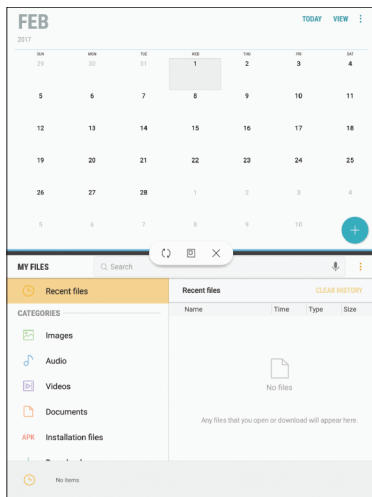 FEB
TODAY VIEW
2017
SUN MON TUE WED THU FRI SAT
29 30 31 1 2 3 4
5 6 7 8 9 10 11
12 13 14 15 16 17 18
19 20 21 22 23 24 25
26 27 28 1 2 3 4
5 6 7 8 9 10
MY FILES
Search
Recent files
Recent files
CLEAR HISTORY
CATEGORIES
Name Time Type Size
Images
Audio
Videos
No files
Documents
Any files that you open or download will appear here.
APK Installation files
No items